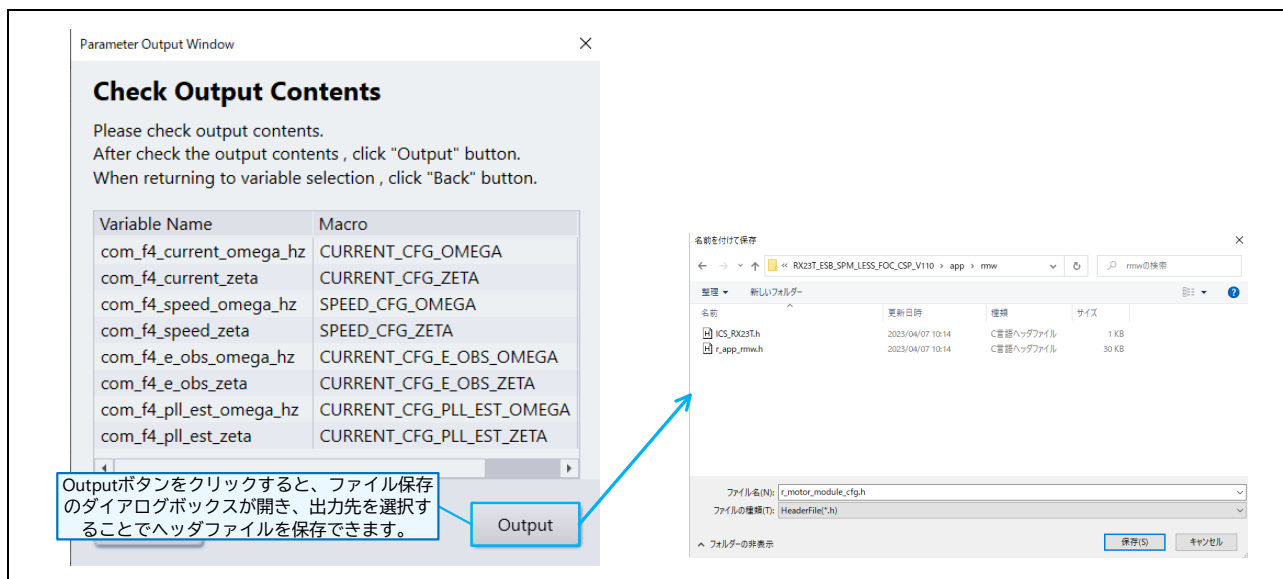 Parameter Output Window
Check Output Contents
Please check output contents.
After check the output contents , click "Output" button.
When returning to variable selection , click "Back" button.
Variable Name Macro
com_f4_current_omega_hz CURRENT_CFG_OMEGA
com_f4_current_zeta CURRENT_CFG_ZETA
com_f4_speed_omega_hz SPEED_CFG_OMEGA
com_f4_speed_zeta SPEED_CFG_ZETA
com_f4_e_obs_omega_hz CURRENT_CFG_E_OBS_OMEGA
com_f4_e_obs_zeta CURRENT_CFG_E_OBS_ZETA
com_f4_pll_est_omega_hz CURRENT_CFG_PLL_EST_OMEGA
com_f4_pll_est_zeta CURRENT_CFG_PLL_EST_ZETA
Outputボタンをクリックすると、ファイル保存
のダイアログボックスが開き、出力先を選択す
ることでヘッダファイルを保存できます。
Output
名前を付けて保存
« RX23T_ESB_SPM_LESS_FOC_CSP_V110 › app › rmw
rmwの検索
整理 新しいフォルダー
名前 更新日時 種類 サイズ
ICS_RX23T.h 2023/04/07 10:14 C言語ヘッダファイル 1 KB
r_app_rmw.h 2023/04/07 10:14 C言語ヘッダファイル 30 KB
ファイル名(N): r_motor_module_cfg.h
ファイルの種類(T): HeaderFile(*.h)
フォルダーの非表示
保存(S) キャンセル